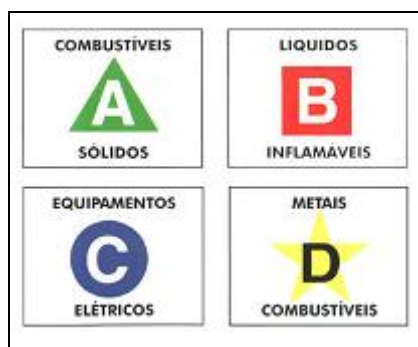 COMBUSTÍVEIS
A
SÓLIDOS
LIQUIDOS
B
INFLAMÁVEIS
EQUIPAMENTOS
C
ELÉTRICOS
METAIS
D
COMBUSTÍVEIS